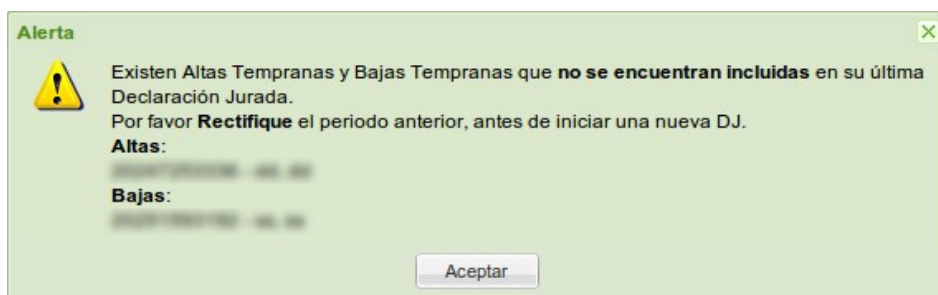 Alerta
Existen Altas Tempranas y Bajas Tempranas que no se encuentran incluidas en su última
Declaración Jurada.
Por favor Rectifique el periodo anterior, antes de iniciar una nueva DJ.
Altas:
Bajas:
Aceptar